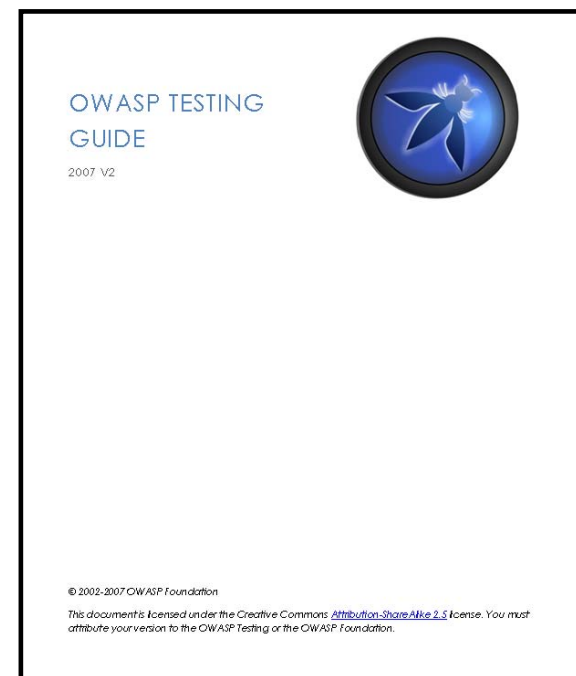 OWASP TESTING
GUIDE
2007 V2
© 2002-2007 OWASP Foundation
This document is licensed under the Creative Commons Attribution-ShareAlike 2.5 license. You must
attribute your version to the OWASP Testing or the OWASP Foundation.